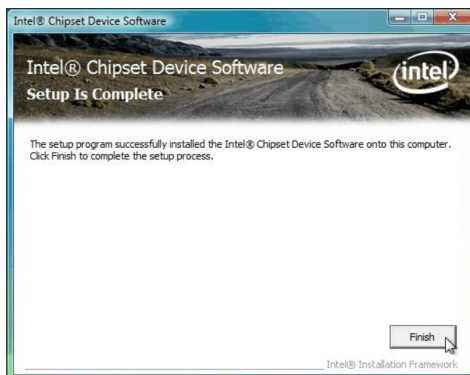 Intel® Chipset Device Software
Intel® Chipset Device Software
Setup Is Complete
intel
The setup program successfully installed the Intel® Chipset Device Software onto this computer.
Click Finish to complete the setup process.
Finish
Intel® Installation Framework